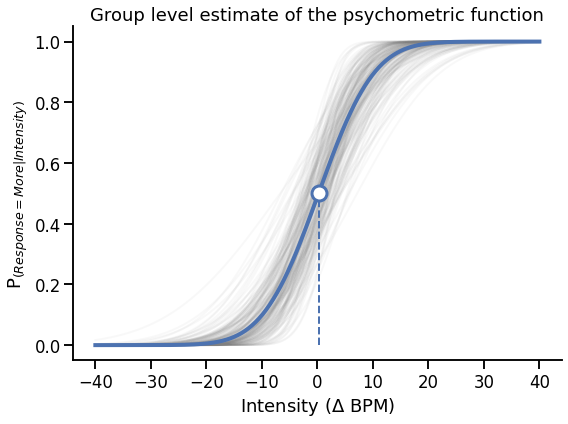 Group level estimate of the psychometric function
P(Response = More|Intensity)
1.0
0.8
0.6
0.4
0.2
0.0
−40 −30 −20 −10 0 10 20 30 40
Intensity (Δ BPM)